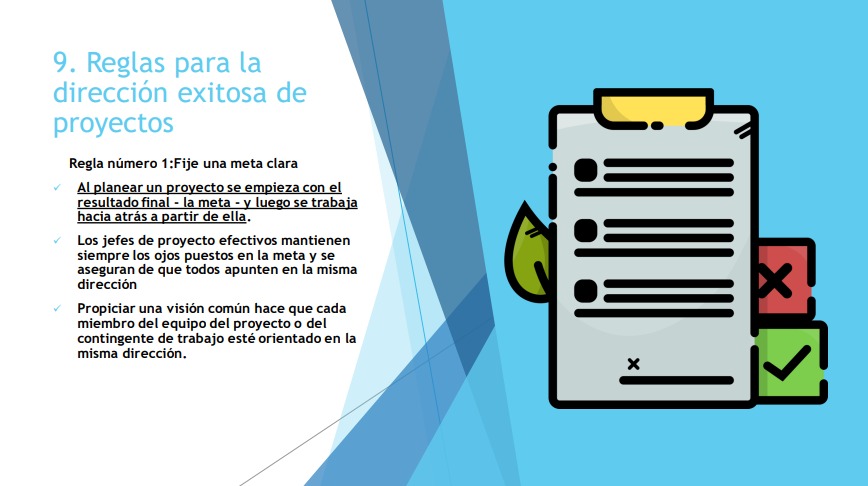 9. Reglas para la
dirección exitosa de
proyectos
Regla número 1:Fije una meta clara
Al planear un proyecto se empieza con el
resultado final - la meta - y luego se trabaja
hacia atrás a partir de ella.
Los jefes de proyecto efectivos mantienen
siempre los ojos puestos en la meta y se
aseguran de que todos apunten en la misma
dirección
Propiciar una visión común hace que cada
miembro del equipo del proyecto o del
contingente de trabajo esté orientado en la
misma dirección.